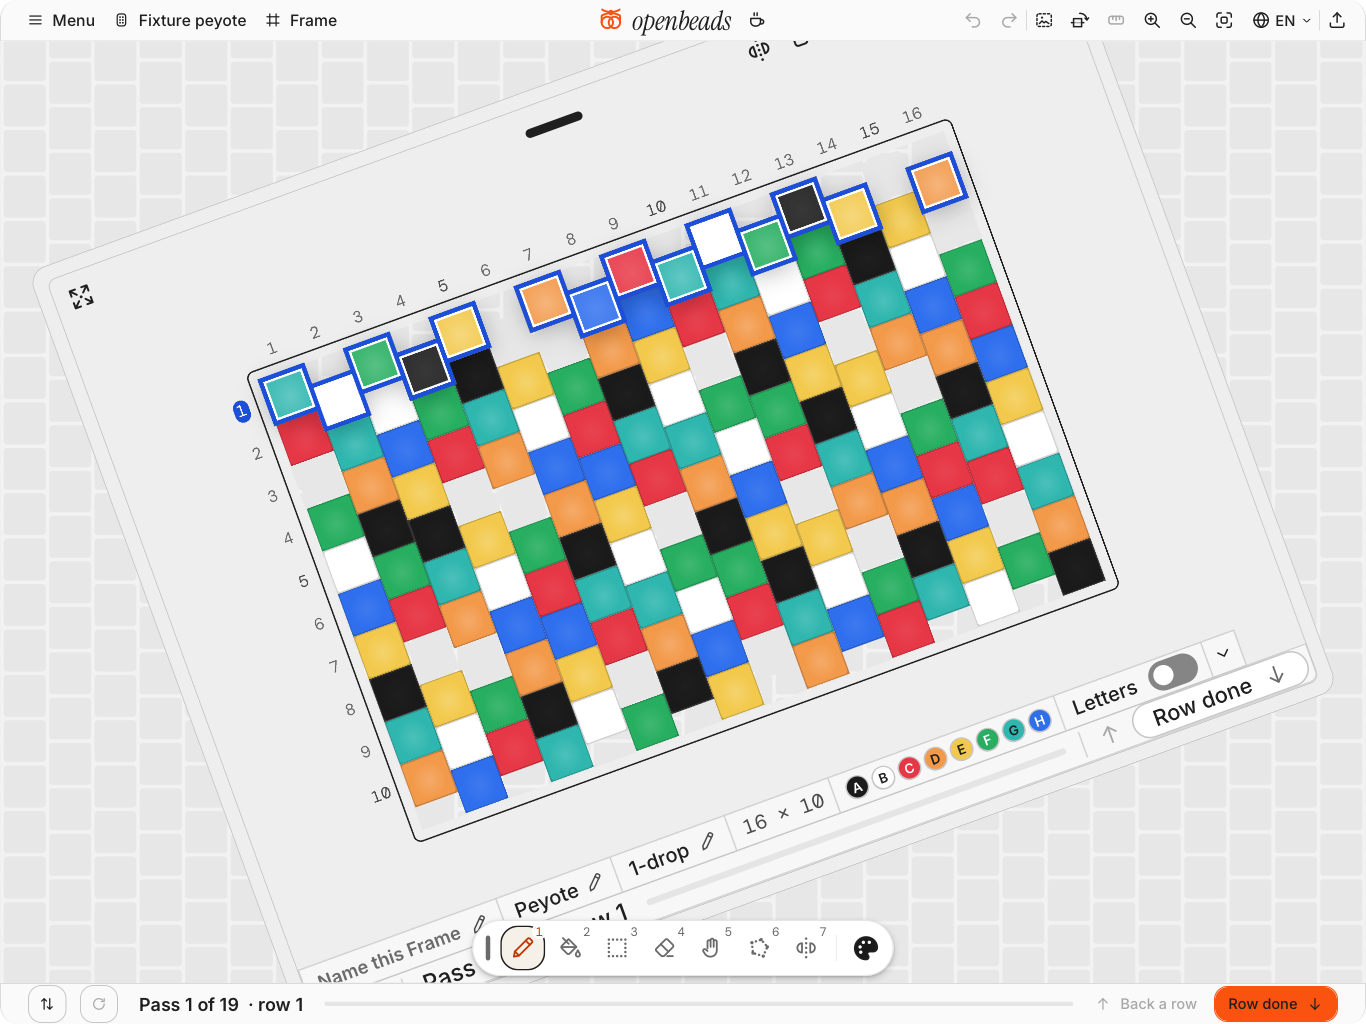 Menu
Fixture peyote
Frame
openbeads
EN
1 2 3 4 5 6 7 8 9 10 11 12 13 14 15 16
1
2
3
4
5
6
7
8
9
10
Name this Frame
Peyote
1-drop
16 × 10
A B C D E F G H
Letters
Pass
1
Row done
1 2 3 4 5 6 7
Pass 1 of 19 · row 1
Back a row
Row done